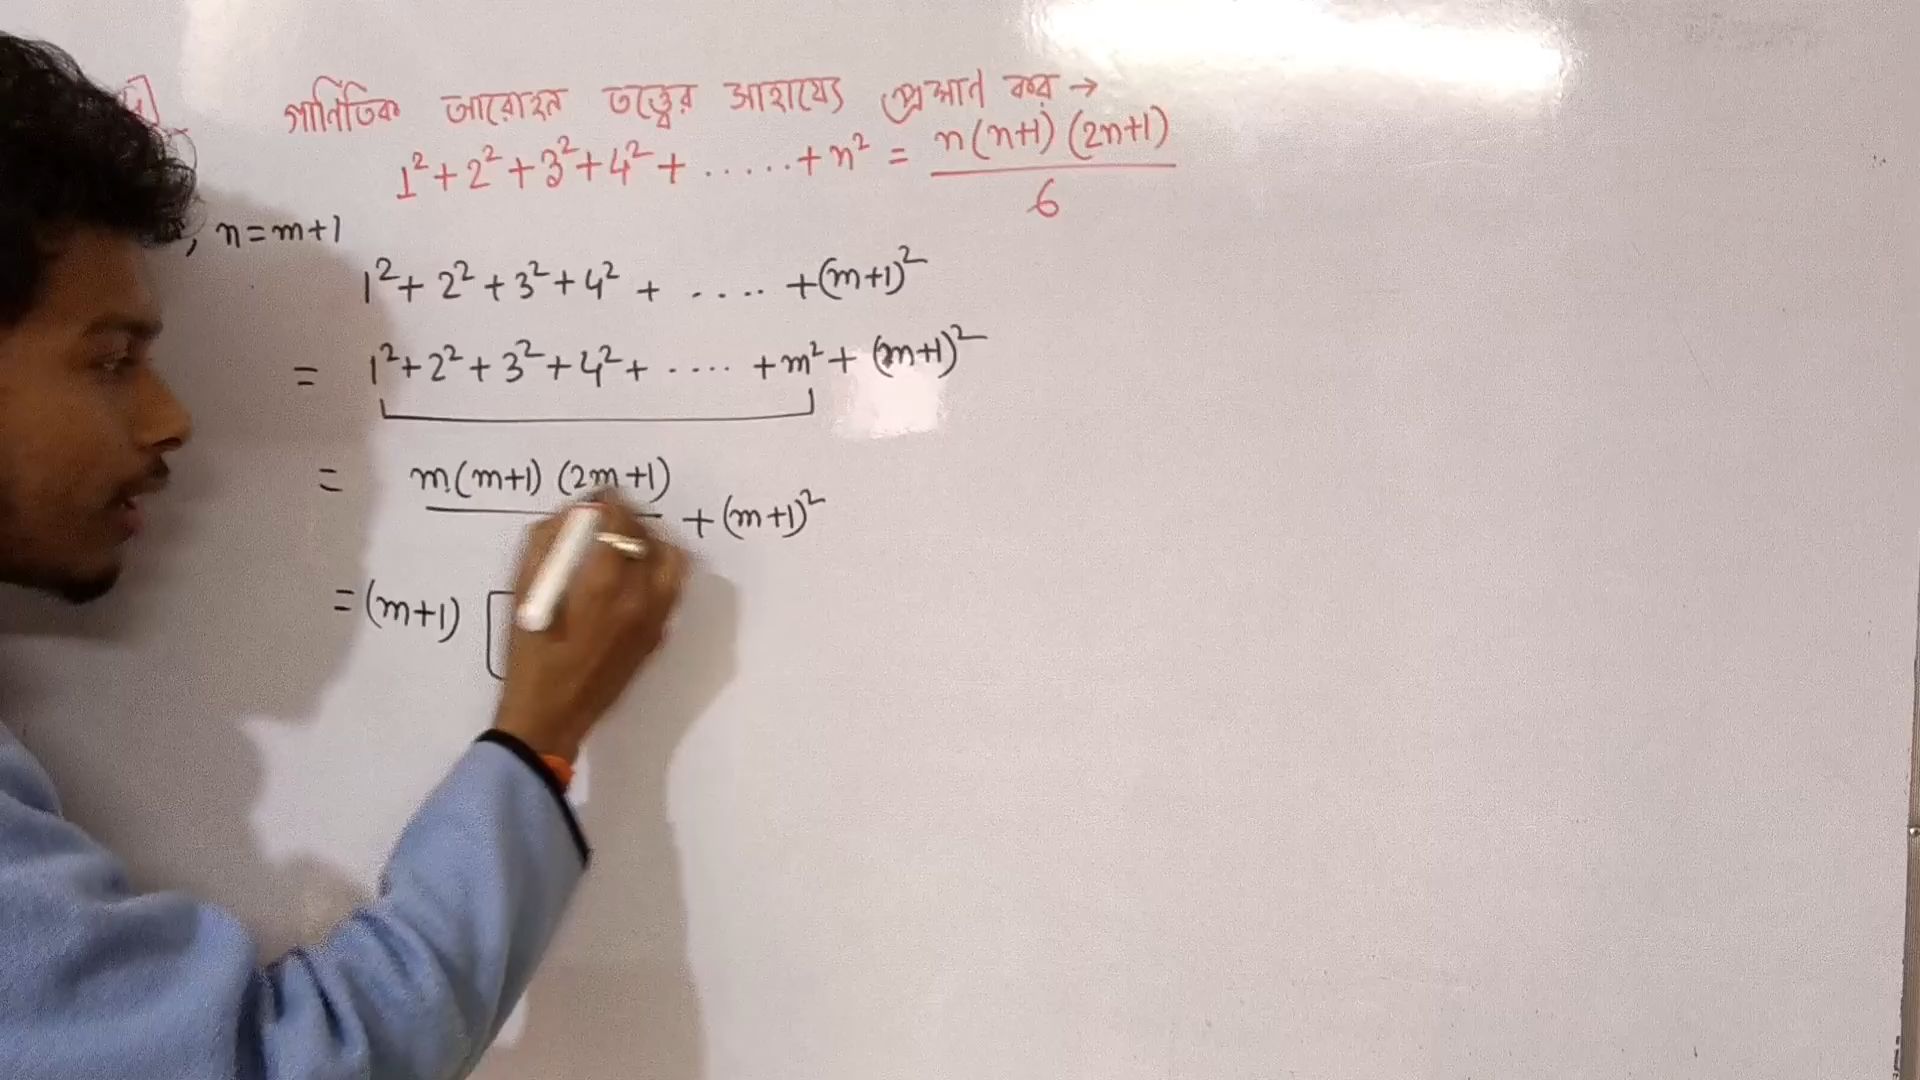 গাণিতিক আরোহন তত্ত্বের সাহায্যে প্রমাণ কর →
1² + 2² + 3² + 4² + ..... + n² = n(n+1) (2n+1) / 6
, n=m+1
1² + 2² + 3² + 4² + .... + (m+1)²
= 1² + 2² + 3² + 4² + .... + m² + (m+1)²
= m(m+1) (2m+1) + (m+1)²
= (m+1) [